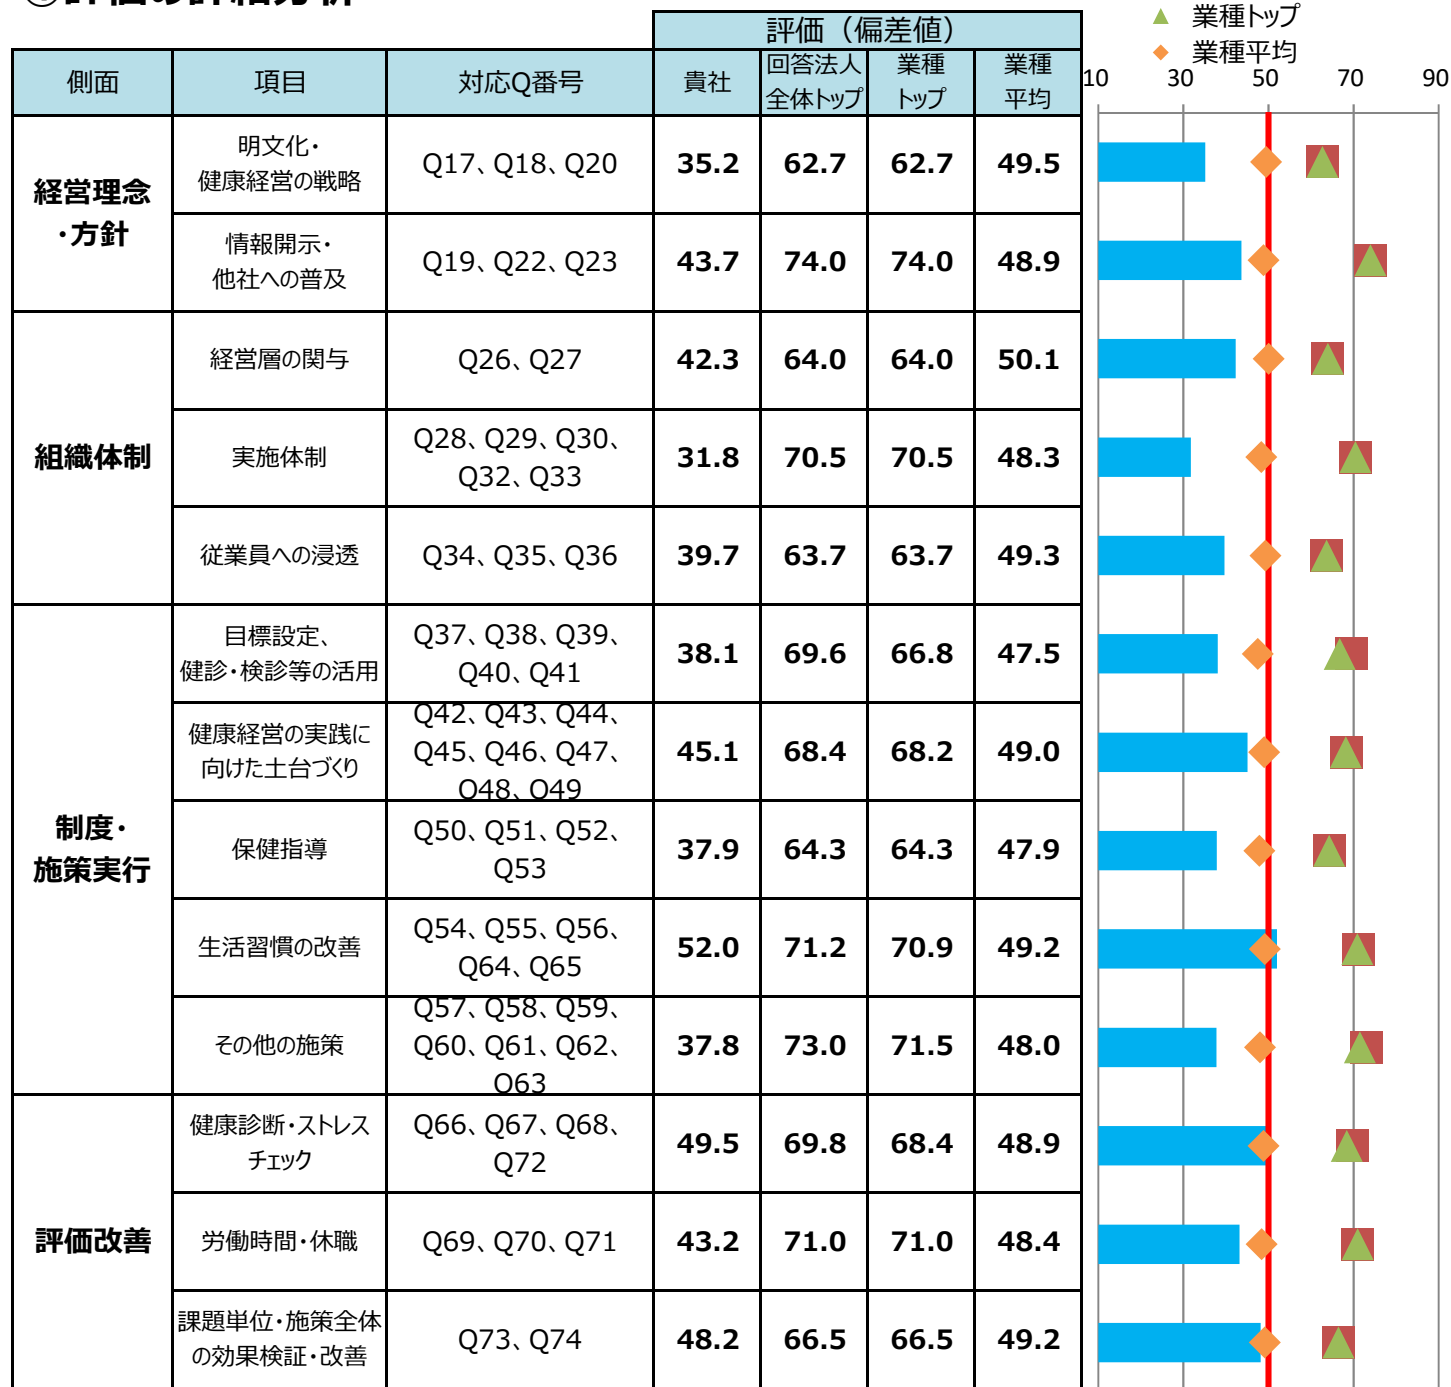 評価（偏差値）
▲ 業種トップ
◆ 業種平均
側面 項目 対応Q番号 貴社 回答法人 業種 業種
全体トップ トップ 平均
10 30 50 70 90
経営理念
・方針
明文化・
健康経営の戦略
Q17、Q18、Q20 35.2 62.7 62.7 49.5
情報開示・
他社への普及
Q19、Q22、Q23 43.7 74.0 74.0 48.9
組織体制
経営層の関与 Q26、Q27 42.3 64.0 64.0 50.1
実施体制
Q28、Q29、Q30、
Q32、Q33
31.8 70.5 70.5 48.3
従業員への浸透 Q34、Q35、Q36 39.7 63.7 63.7 49.3
制度・
施策実行
目標設定、
健診・検診等の活用
Q37、Q38、Q39、
Q40、Q41
38.1 69.6 66.8 47.5
健康経営の実践に
向けた土台づくり
Q42、Q43、Q44、
Q45、Q46、Q47、
Q48、Q49
45.1 68.4 68.2 49.0
保健指導
Q50、Q51、Q52、
Q53
37.9 64.3 64.3 47.9
生活習慣の改善
Q54、Q55、Q56、
Q64、Q65
52.0 71.2 70.9 49.2
その他の施策
Q57、Q58、Q59、
Q60、Q61、Q62、
Q63
37.8 73.0 71.5 48.0
評価改善
健康診断・ストレス
チェック
Q66、Q67、Q68、
Q72
49.5 69.8 68.4 48.9
労働時間・休職 Q69、Q70、Q71 43.2 71.0 71.0 48.4
課題単位・施策全体
の効果検証・改善
Q73、Q74 48.2 66.5 66.5 49.2